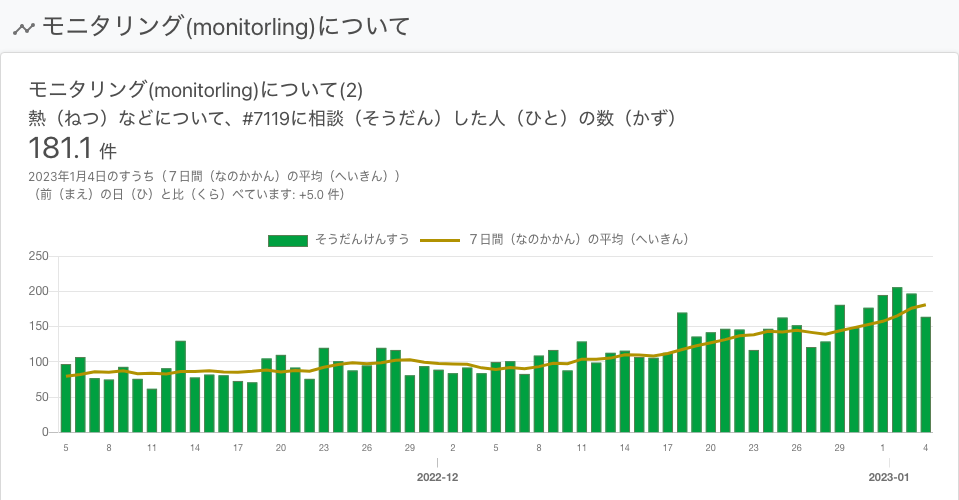 モニタリング(monitorling)について
モニタリング(monitorling)について(2)
熱（ねつ）などについて、#7119に相談（そうだん）した人（ひと）の数（かず）
181.1 件
2023年1月4日のすうち（７日間（なのかかん）の平均（へいきん））
（前（まえ）の日（ひ）と比（くら）べています: +5.0 件）
そうだんけんすう ７日間（なのかかん）の平均（へいきん）
250
200
150
100
50
0
5 8 11 14 17 20 23 26 29 2 5 8 11 14 17 20 23 26 29 1 4
2022-12 2023-01